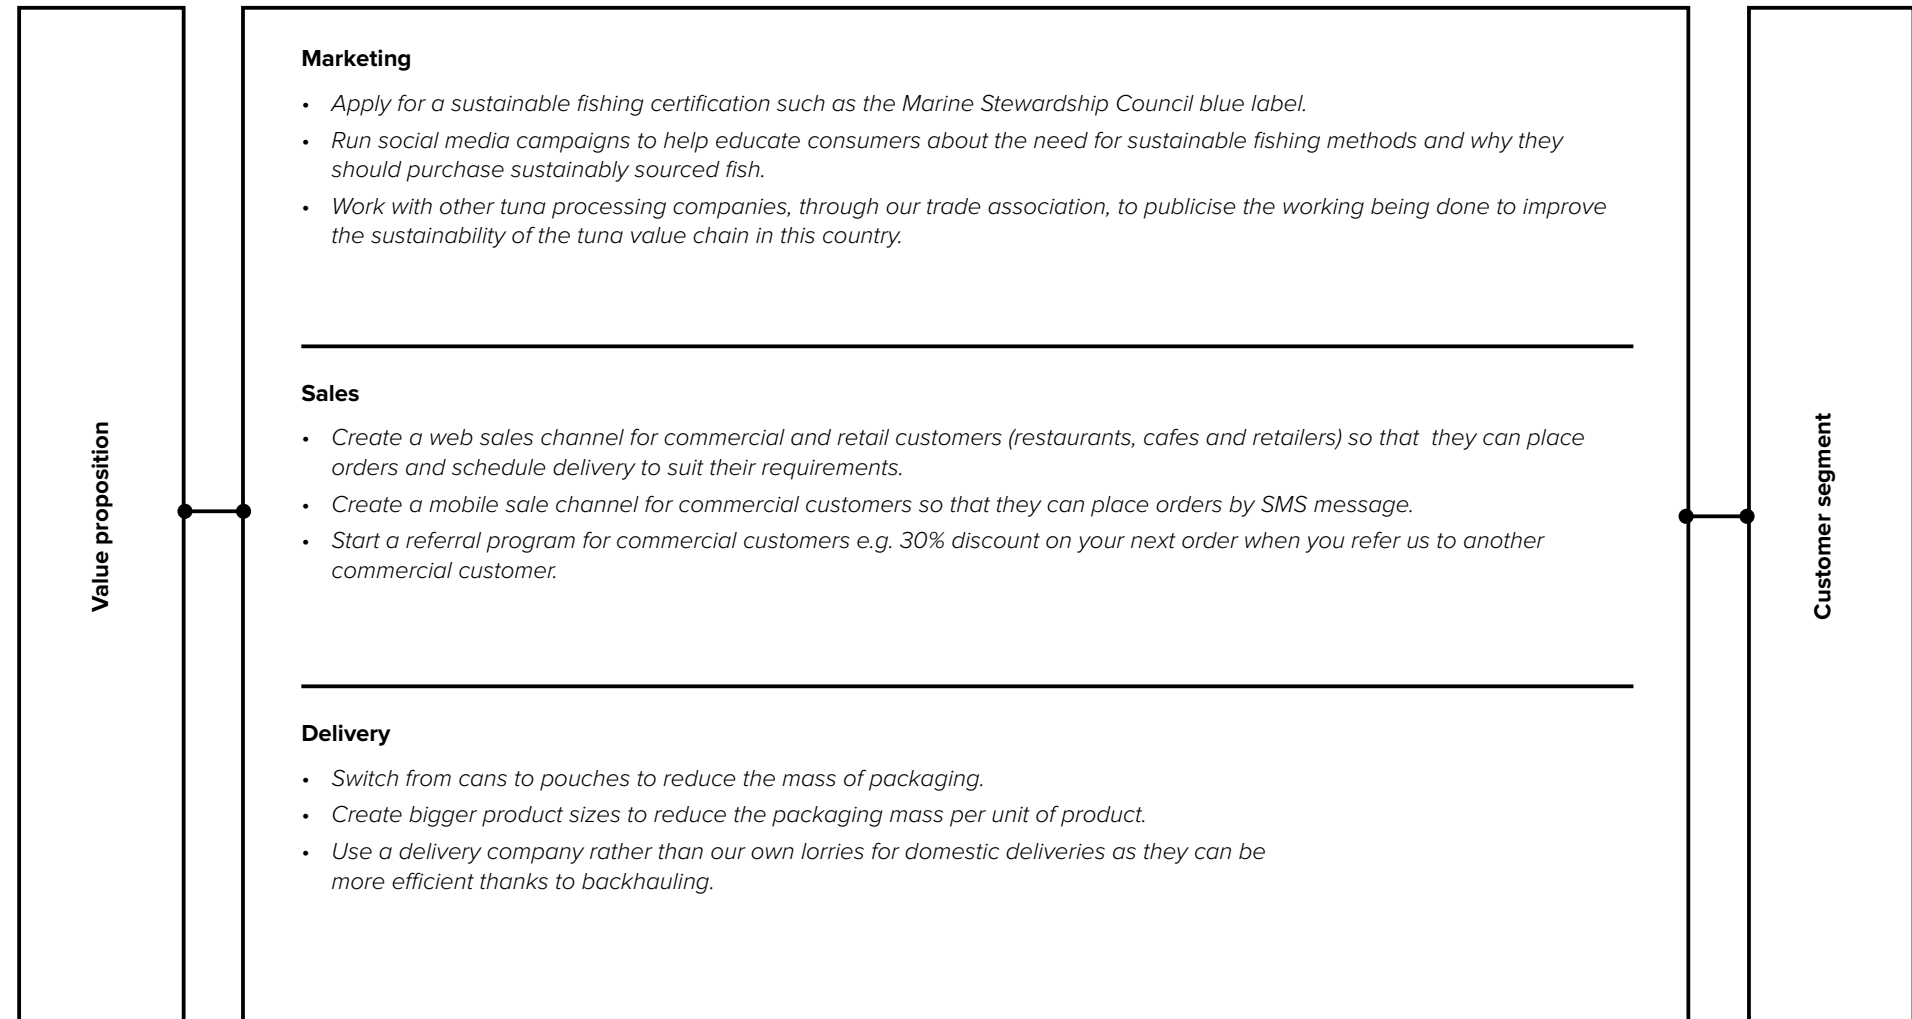 Value proposition
Marketing
• Apply for a sustainable fishing certification such as the Marine Stewardship Council blue label.
• Run social media campaigns to help educate consumers about the need for sustainable fishing methods and why they
should purchase sustainably sourced fish.
• Work with other tuna processing companies, through our trade association, to publicise the working being done to improve
the sustainability of the tuna value chain in this country.
Sales
• Create a web sales channel for commercial and retail customers (restaurants, cafes and retailers) so that  they can place
orders and schedule delivery to suit their requirements.
• Create a mobile sale channel for commercial customers so that they can place orders by SMS message.
• Start a referral program for commercial customers e.g. 30% discount on your next order when you refer us to another
commercial customer.
Delivery
• Switch from cans to pouches to reduce the mass of packaging.
• Create bigger product sizes to reduce the packaging mass per unit of product.
• Use a delivery company rather than our own lorries for domestic deliveries as they can be
more efficient thanks to backhauling.
Customer segment